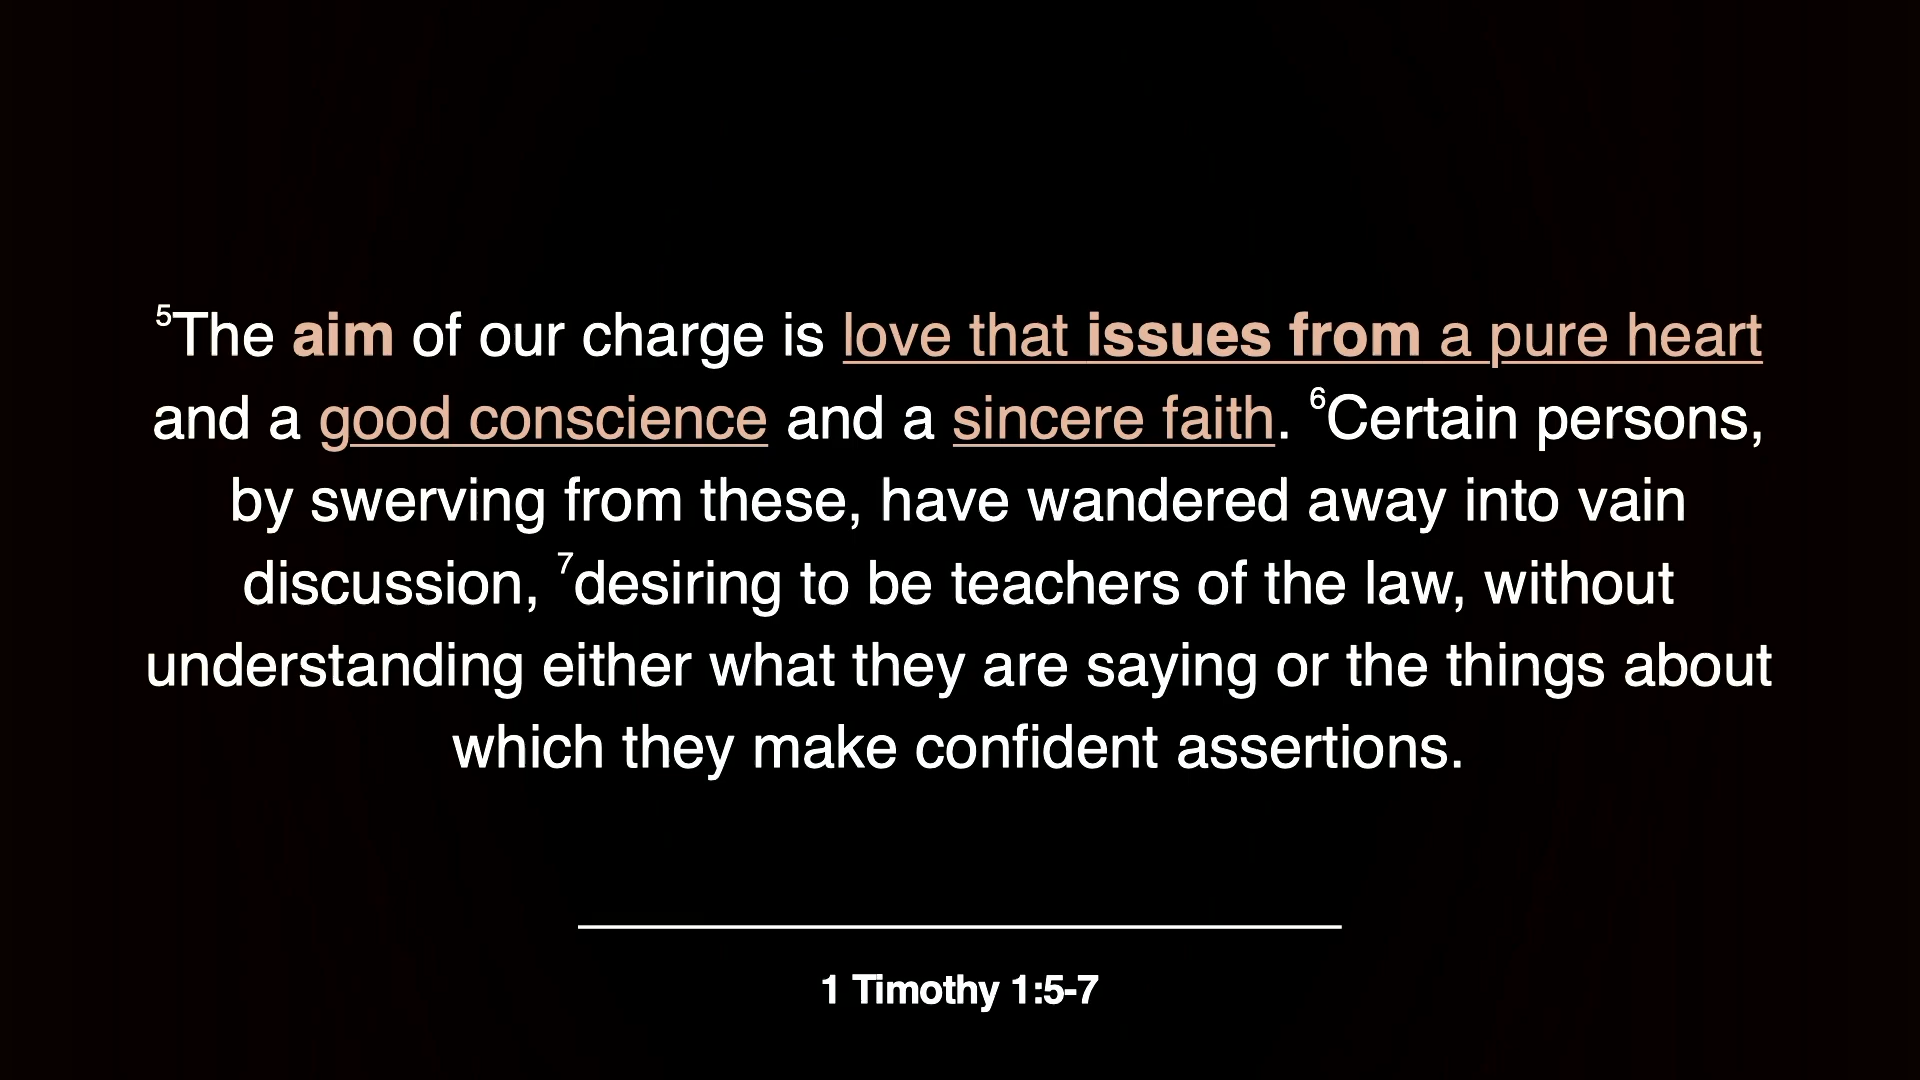 ⁵The aim of our charge is love that issues from a pure heart
and a good conscience and a sincere faith. ⁶Certain persons,
by swerving from these, have wandered away into vain
discussion, ⁷desiring to be teachers of the law, without
understanding either what they are saying or the things about
which they make confident assertions.
1 Timothy 1:5-7